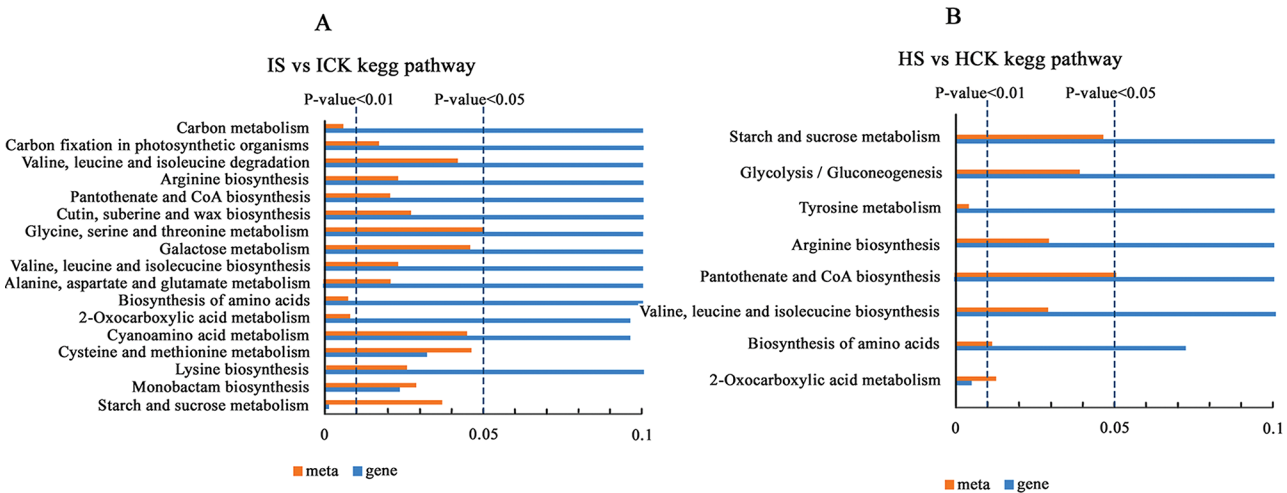 A
IS vs ICK kegg pathway
P-value<0.01 P-value<0.05
Carbon metabolism
Carbon fixation in photosynthetic organisms
Valine, leucine and isoleucine degradation
Arginine biosynthesis
Pantothenate and CoA biosynthesis
Cutin, suberine and wax biosynthesis
Glycine, serine and threonine metabolism
Galactose metabolism
Valine, leucine and isolecucine biosynthesis
Alanine, aspartate and glutamate metabolism
Biosynthesis of amino acids
2-Oxocarboxylic acid metabolism
Cyanoamino acid metabolism
Cysteine and methionine metabolism
Lysine biosynthesis
Monobactam biosynthesis
Starch and sucrose metabolism
0 0.05 0.1
meta gene
B
HS vs HCK kegg pathway
P-value<0.01 P-value<0.05
Starch and sucrose metabolism
Glycolysis / Gluconeogenesis
Tyrosine metabolism
Arginine biosynthesis
Pantothenate and CoA biosynthesis
Valine, leucine and isolecucine biosynthesis
Biosynthesis of amino acids
2-Oxocarboxylic acid metabolism
0 0.05 0.1
meta gene